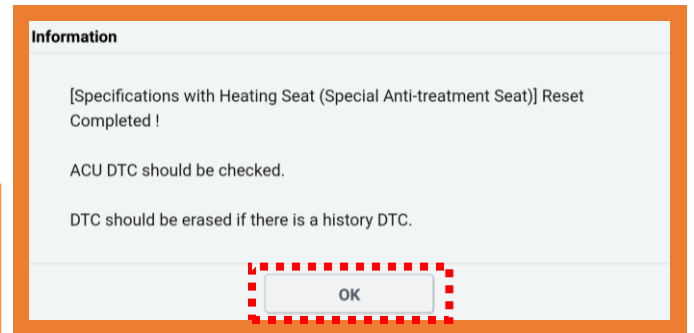 Information
[Specifications with Heating Seat (Special Anti-treatment Seat)] Reset
Completed !
ACU DTC should be checked.
DTC should be erased if there is a history DTC.
OK